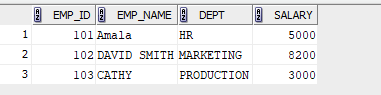 EMP_ID EMP_NAME DEPT SALARY
1 101 Amala HR 5000
2 102 DAVID SMITH MARKETING 8200
3 103 CATHY PRODUCTION 3000